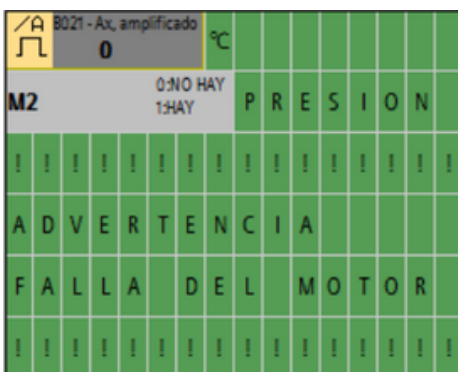 /A B021 - Ax, amplificado
0 °C
M2 0:NO HAY
1:HAY PRESION
! ! ! ! ! ! ! ! ! ! ! ! ! ! ! !
ADVERTENCIA
FALLA DEL MOTOR
! ! ! ! ! ! ! ! ! ! ! ! ! ! ! !